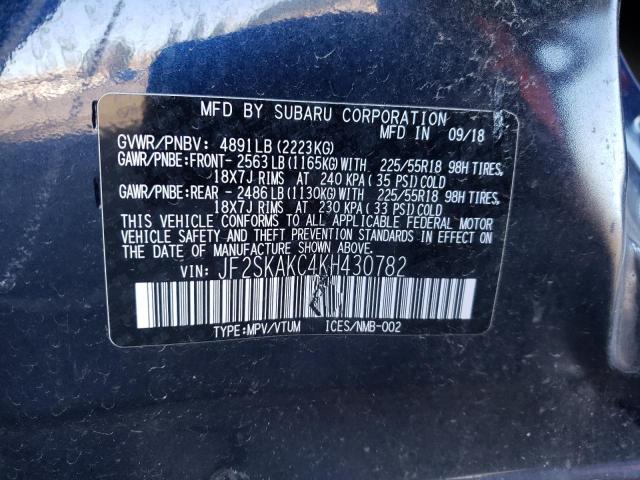 MFD BY SUBARU CORPORATION MFD IN 09/18
GVWR/PNBV: 4891LB (2223KG)
GAWR/PNBE:FRONT- 2563LB (1165KG) WITH 225/55R18 98H TIRES,
18X7J RIMS AT 240 KPA ( 35 PSI) COLD
GAWR/PNBE:REAR - 2486LB (1130KG) WITH 225/55R18 98H TIRES,
18X7J RIMS AT 230 KPA ( 33 PSI) COLD
THIS VEHICLE CONFORMS TO ALL APPLICABLE FEDERAL MOTOR
VEHICLE SAFETY AND THEFT PREVENTION STANDARDS IN EFFECT ON
THE DATE OF MANUFACTURE SHOWN ABOVE.
VIN: JF2SKAKC4KH430782
TYPE:MPV/VTUM ICES/NMB-002